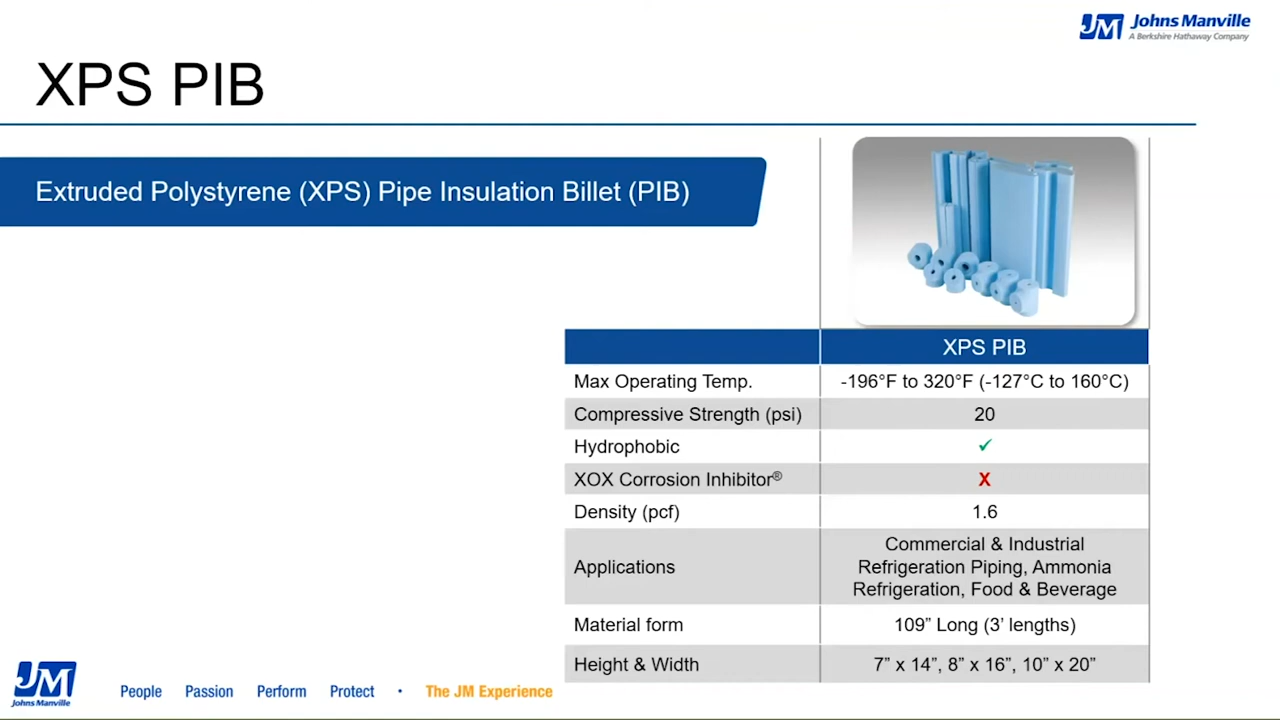 JM Johns Manville
A Berkshire Hathaway Company
XPS PIB
Extruded Polystyrene (XPS) Pipe Insulation Billet (PIB)
XPS PIB
Max Operating Temp. -196°F to 320°F (-127°C to 160°C)
Compressive Strength (psi) 20
Hydrophobic ✓
XOX Corrosion Inhibitor® X
Density (pcf) 1.6
Applications
Commercial & Industrial
Refrigeration Piping, Ammonia
Refrigeration, Food & Beverage
Material form 109” Long (3’ lengths)
Height & Width 7” x 14”, 8” x 16”, 10” x 20”
JM
Johns Manville
People Passion Perform Protect • The JM Experience